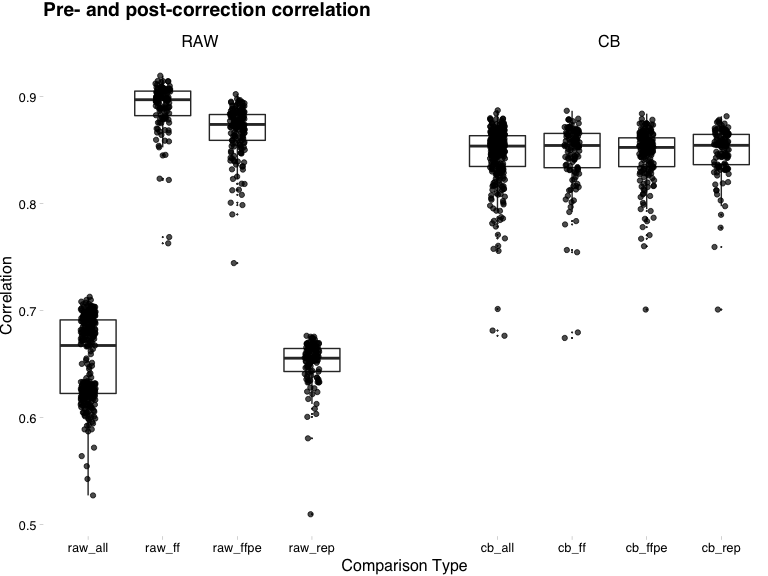 Pre- and post-correction correlation
RAW
CB
Correlation
0.9
0.8
0.7
0.6
0.5
raw_all
raw_ff
raw_ffpe
raw_rep
cb_all
cb_ff
cb_ffpe
cb_rep
Comparison Type